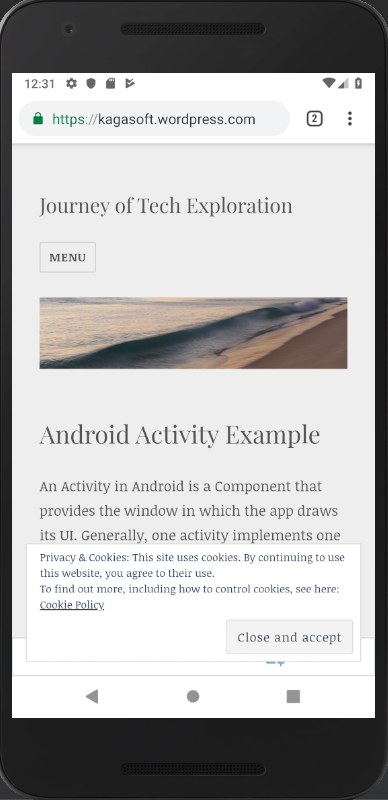 12:31
https://kagasoft.wordpress.com
2
Journey of Tech Exploration
MENU
Android Activity Example
An Activity in Android is a Component that
provides the window in which the app draws
its UI. Generally, one activity implements one
Privacy & Cookies: This site uses cookies. By continuing to use
this website, you agree to their use.
To find out more, including how to control cookies, see here:
Cookie Policy
Close and accept